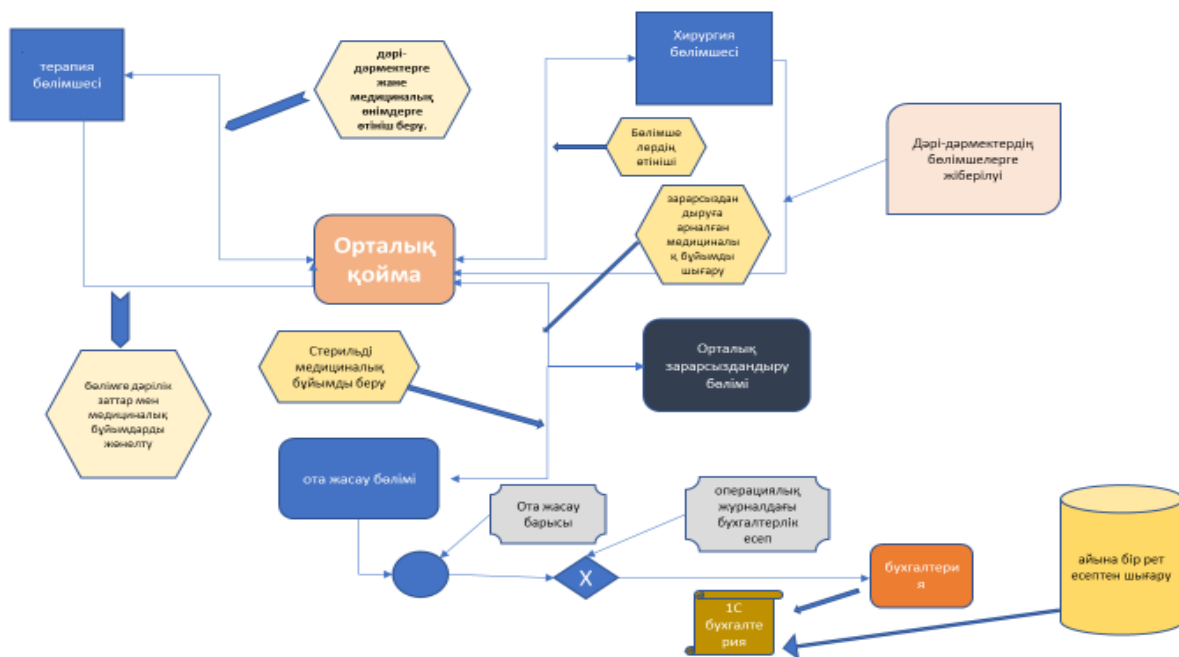 терапия
бөлімшесі
дәрі-
дәрмектерге
және
медициналық
өнімдерге
өтініш беру.
Хирургия
бөлімшесі
Бөлімше
лердің
өтініші
Дәрі-дәрмектердің
бөлімшелерге
жіберілуі
зарарсыздан
дыруға
арналған
медициналы
қ бұйымды
шығару
Орталық
қойма
Стерильді
медициналық
бұйымды беру
Орталық
зарарсыздандыру
бөлімі
бөлімге дәрілік
заттар мен
медициналық
бұйымдарды
жөнелту
ота жасау бөлімі
Ота жасау
барысы
операциялық
журналдағы
бухгалтерлік
есеп
X
бухгалтери
я
1С
бухгалте
рия
айына бір рет
есептен шығару